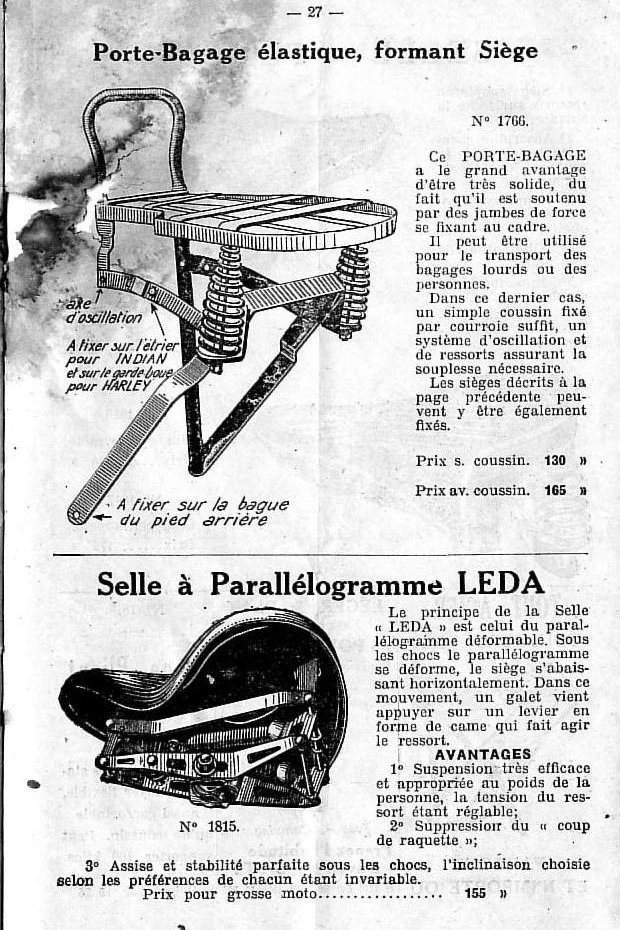 — 27 —
Porte-Bagage élastique, formant Siège
N° 1766.
Ce PORTE-BAGAGE
a le grand avantage
d'être très solide, du
fait qu'il est soutenu
par des jambes de force
se fixant au cadre.
Il peut être utilisé
pour le transport des
bagages lourds ou des
personnes.
Dans ce dernier cas,
un simple coussin fixé
par courroie suffit, un
système d'oscillation et
de ressorts assurant la
souplesse nécessaire.
Les sièges décrits à la
page précédente peu-
vent y être également
fixés.
Prix s. coussin. 130 »
Prix av. coussin. 165 »
axe
d'oscillation
A fixer sur l'étrier
pour INDIAN
et sur le garde boue
pour HARLEY
A fixer sur la bague
du pied arrière
Selle à Parallélogramme LEDA
Le principe de la Selle
« LEDA » est celui du paral-
lélogramme déformable. Sous
les chocs le parallélogramme
se déforme, le siège s'abais-
sant horizontalement. Dans ce
mouvement, un galet vient
appuyer sur un levier en
forme de came qui fait agir
le ressort.
AVANTAGES
1° Suspension très efficace
et appropriée au poids de la
personne, la tension du res-
sort étant réglable;
2° Suppression du « coup
de raquette »;
N° 1815.
3° Assise et stabilité parfaite sous les chocs, l'inclinaison choisie
selon les préférences de chacun étant invariable.
Prix pour grosse moto.................. 155 »